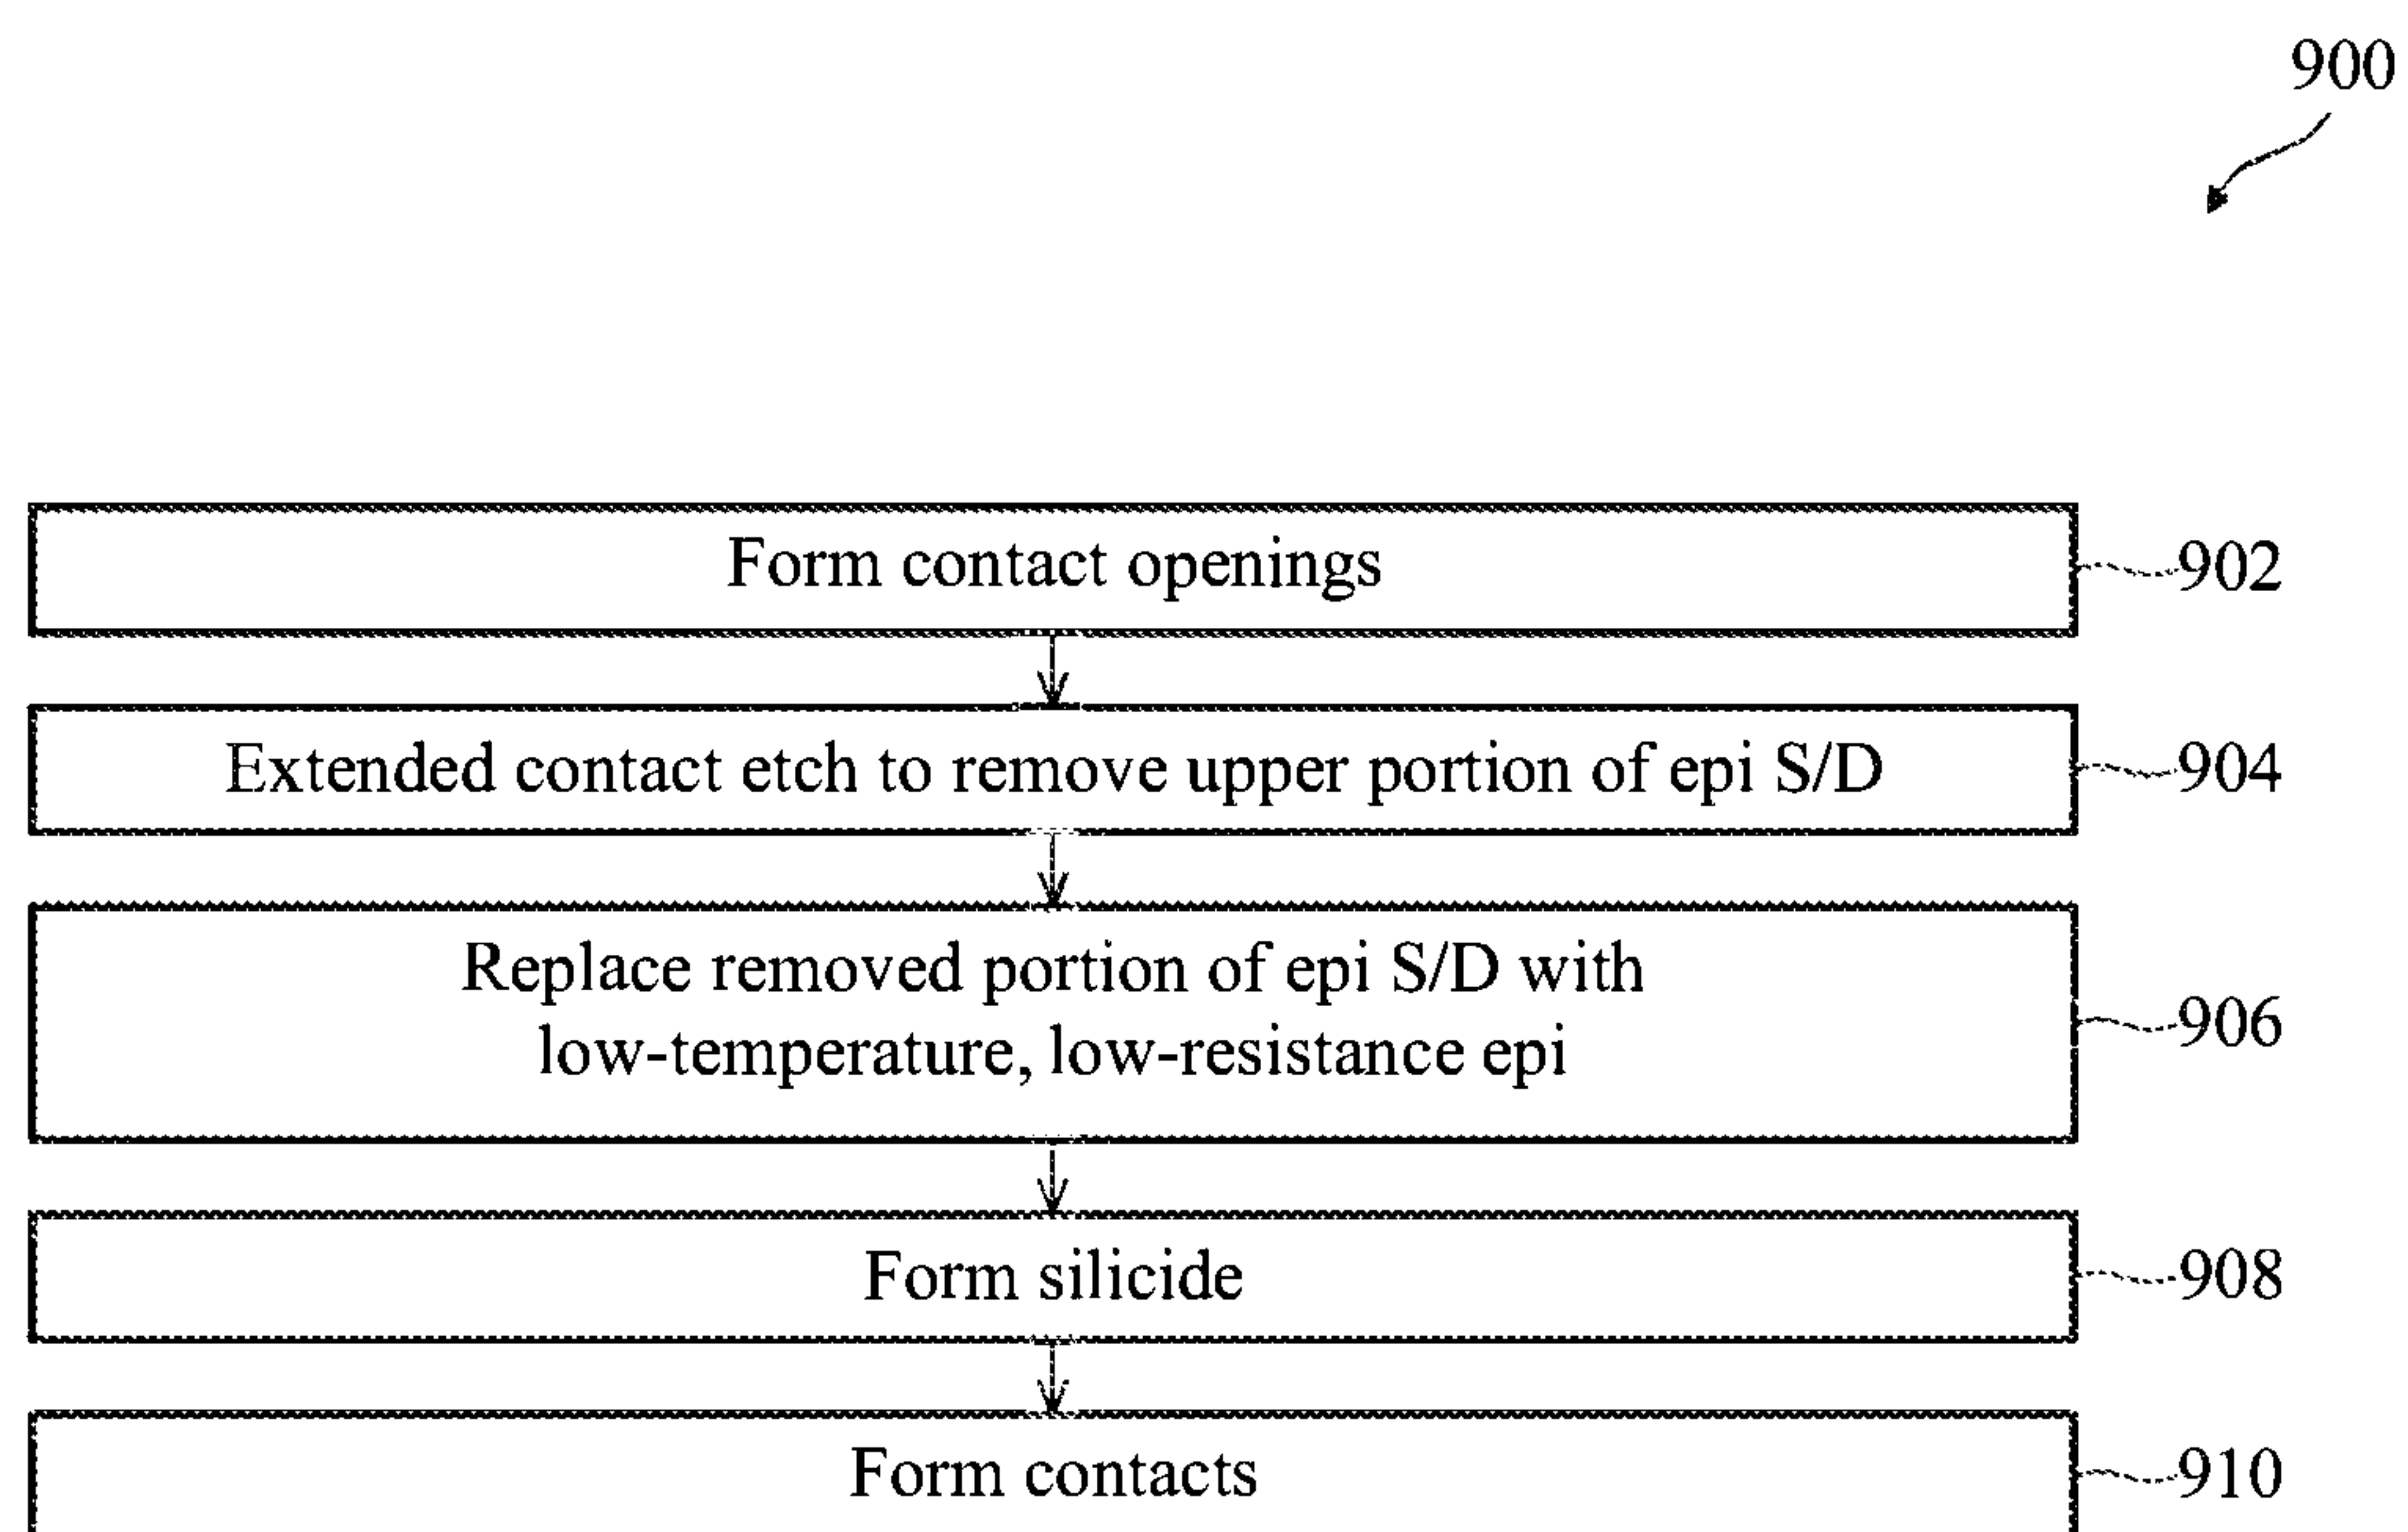 900
Form contact openings
902
Extended contact etch to remove upper portion of epi S/D
904
Replace removed portion of epi S/D with
low-temperature, low-resistance epi
906
Form silicide
908
Form contacts
910